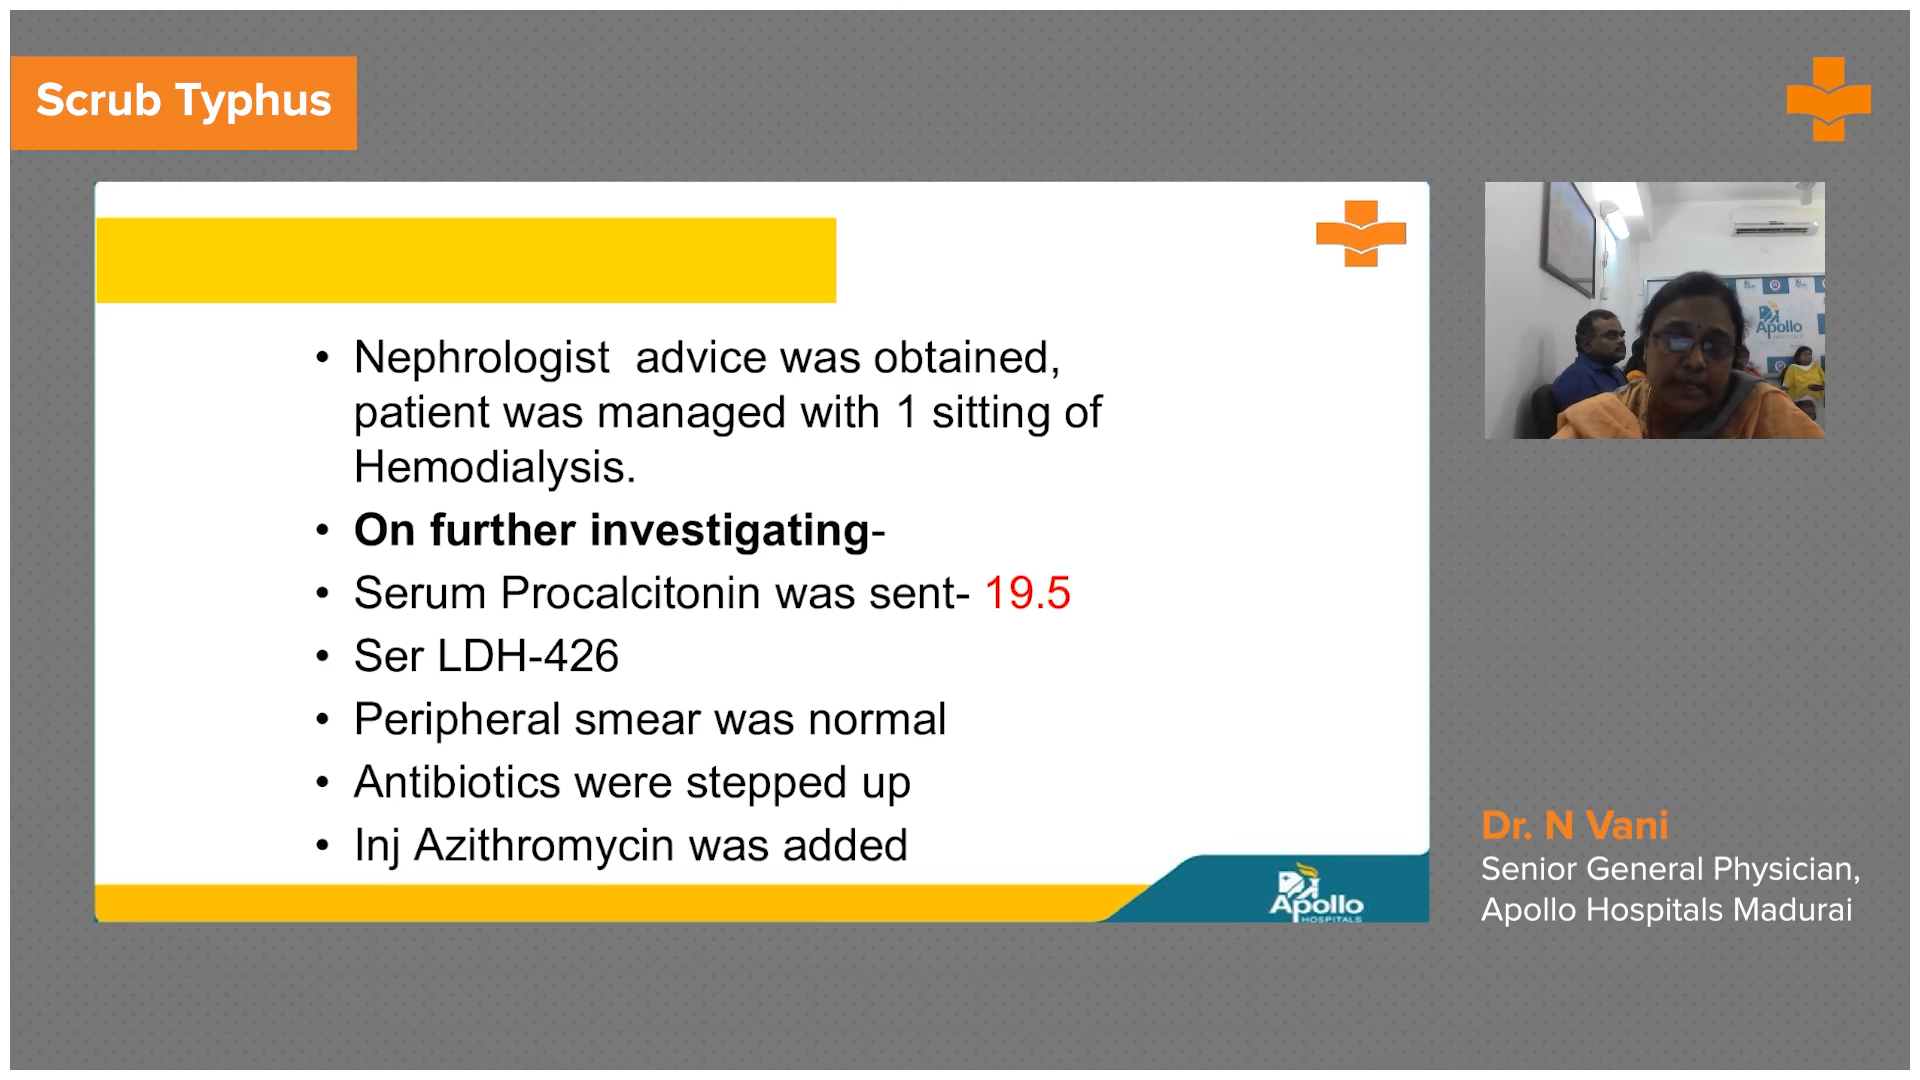 Scrub Typhus
• Nephrologist  advice was obtained,
patient was managed with 1 sitting of
Hemodialysis.
• On further investigating-
• Serum Procalcitonin was sent- 19.5
• Ser LDH-426
• Peripheral smear was normal
• Antibiotics were stepped up
• Inj Azithromycin was added
Apollo
HOSPITALS
Apollo
Dr. N Vani
Senior General Physician,
Apollo Hospitals Madurai